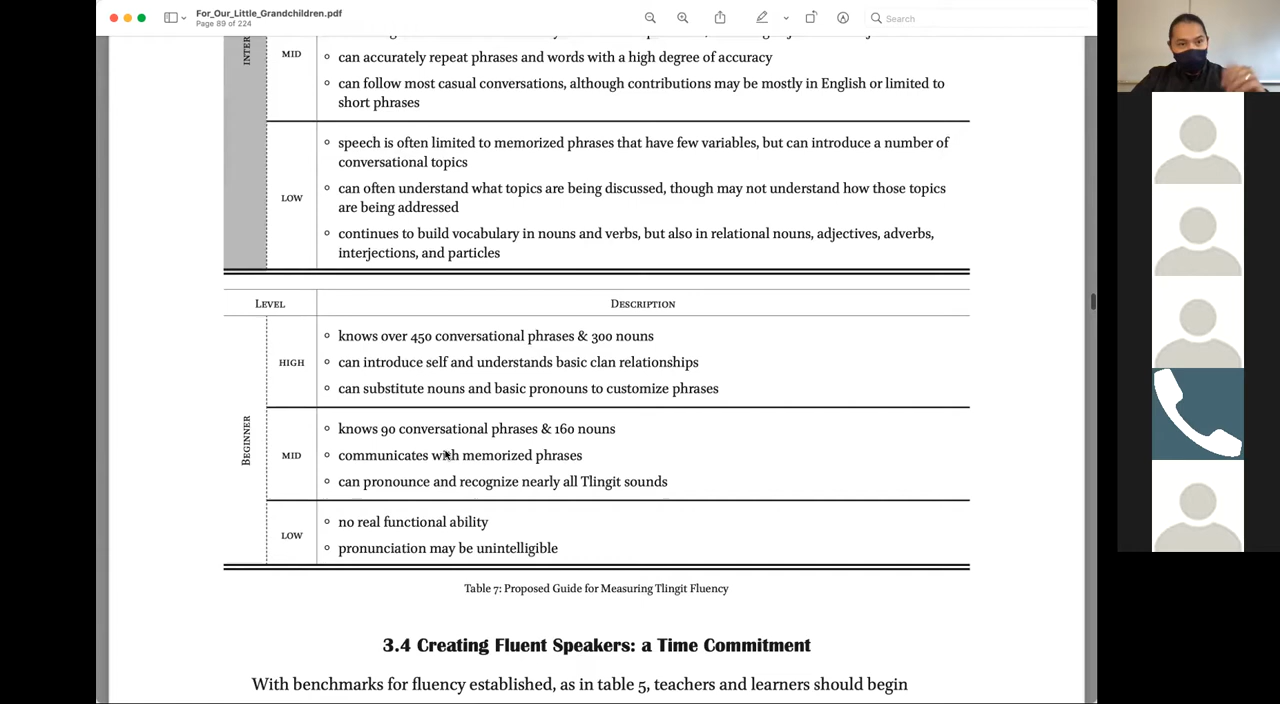 For_Our_Little_Grandchildren.pdf
Page 89 of 224
Search
INTER
MID
can accurately repeat phrases and words with a high degree of accuracy
can follow most casual conversations, although contributions may be mostly in English or limited to
short phrases
LOW
speech is often limited to memorized phrases that have few variables, but can introduce a number of
conversational topics
can often understand what topics are being discussed, though may not understand how those topics
are being addressed
continues to build vocabulary in nouns and verbs, but also in relational nouns, adjectives, adverbs,
interjections, and particles
LEVEL
DESCRIPTION
BEGINNER
HIGH
knows over 450 conversational phrases & 300 nouns
can introduce self and understands basic clan relationships
can substitute nouns and basic pronouns to customize phrases
MID
knows 90 conversational phrases & 160 nouns
communicates with memorized phrases
can pronounce and recognize nearly all Tlingit sounds
LOW
no real functional ability
pronunciation may be unintelligible
Table 7: Proposed Guide for Measuring Tlingit Fluency
3.4 Creating Fluent Speakers: a Time Commitment
With benchmarks for fluency established, as in table 5, teachers and learners should begin